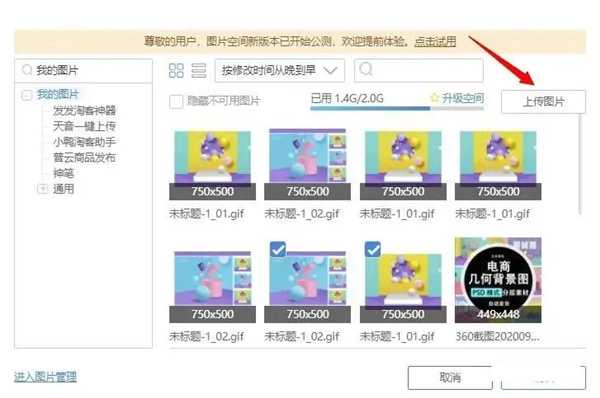 尊敬的用户，图片空间新版本已开始公测，欢迎提前体验。点击试用
我的图片
按修改时间从晚到早
我的图片
发发淘客神器
天音一键上传
小鸭淘客助手
普云商品发布
神笔
通用
隐藏不可用图片
已用 1.4G/2.0G
升级空间
上传图片
750x500
750x500
750x500
750x500
未标题-1_01.gif
未标题-1_02.gif
未标题-1_01.gif
未标题-1_01.gif
750x500
750x500
750x500
电商
几何背景图
PSD 格式 分层素材
449x448
未标题-1_02.gif
未标题-1_02.gif
未标题-1_01.gif
360截图202009...
进入图片管理
取消